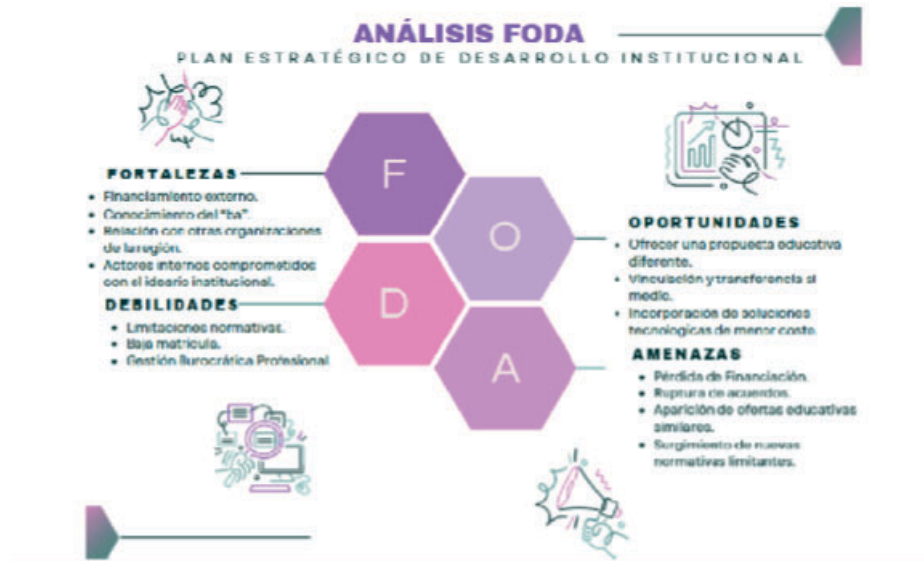 ANÁLISIS FODA
PLAN ESTRATÉGICO DE DESARROLLO INSTITUCIONAL
FORTALEZAS
• Financiamiento externo.
• Conocimiento del "ba".
• Relación con otras organizaciones
de la región.
• Actores internos comprometidos
con el ideario institucional.
DEBILIDADES
• Limitaciones normativas.
• Baja matrícula.
• Gestión Burocrática Profesional
F
O
D
A
OPORTUNIDADES
• Ofrecer una propuesta educativa
diferente.
• Vinculación y transferencia al
medio.
• Incorporación de soluciones
tecnologicas de menor costo.
AMENAZAS
• Pérdida de Financiación.
• Ruptura de acuerdos.
• Aparición de ofertas educativas
similares.
• Surgimiento de nuevas
normativas limitantes.